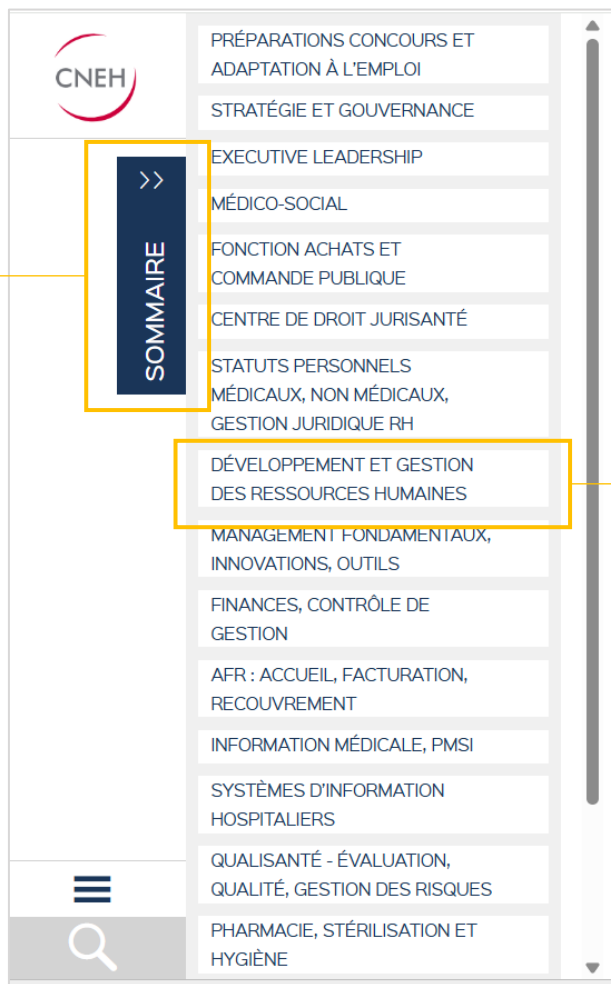 CNEH
>>
SOMMAIRE
PRÉPARATIONS CONCOURS ET
ADAPTATION À L’EMPLOI
STRATÉGIE ET GOUVERNANCE
EXECUTIVE LEADERSHIP
MÉDICO-SOCIAL
FONCTION ACHATS ET
COMMANDE PUBLIQUE
CENTRE DE DROIT JURISANTÉ
STATUTS PERSONNELS
MÉDICAUX, NON MÉDICAUX,
GESTION JURIDIQUE RH
DÉVELOPPEMENT ET GESTION
DES RESSOURCES HUMAINES
MANAGEMENT FONDAMENTAUX,
INNOVATIONS, OUTILS
FINANCES, CONTRÔLE DE
GESTION
AFR : ACCUEIL, FACTURATION,
RECOUVREMENT
INFORMATION MÉDICALE, PMSI
SYSTÈMES D’INFORMATION
HOSPITALIERS
QUALISANTÉ - ÉVALUATION,
QUALITÉ, GESTION DES RISQUES
PHARMACIE, STÉRILISATION ET
HYGIÈNE